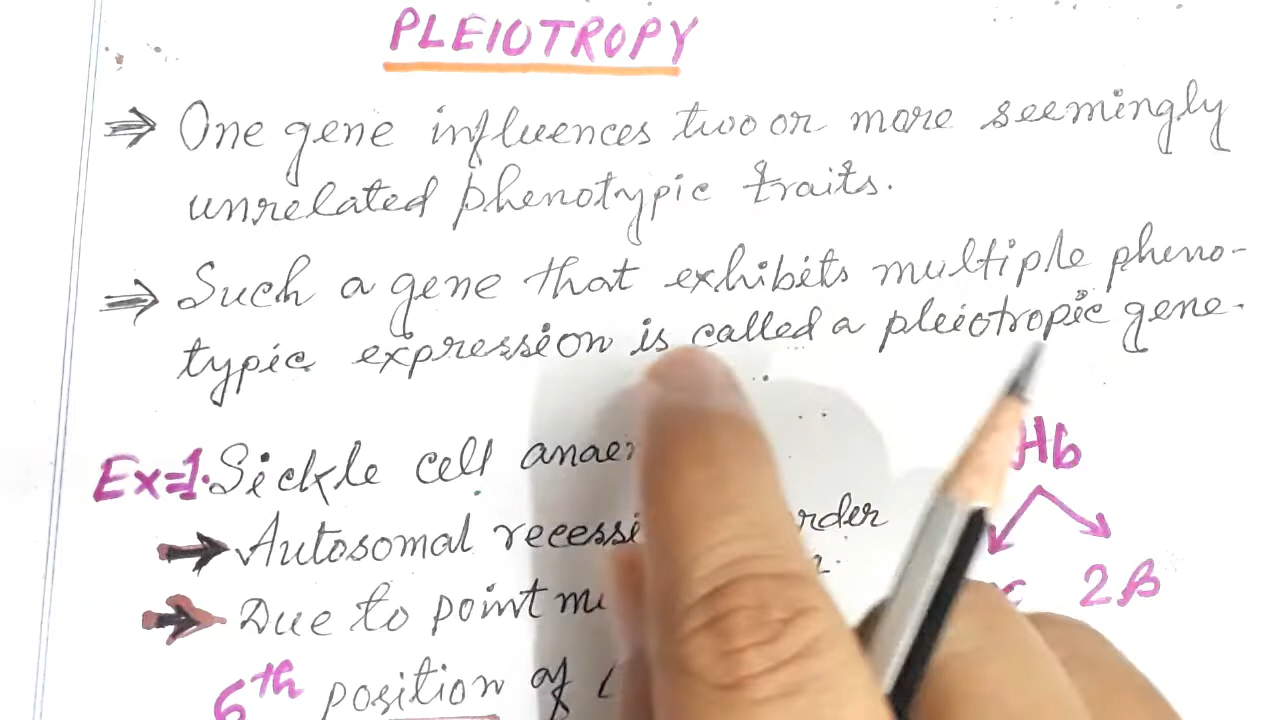 PLEIOTROPY
⇒ One gene influences two or more seemingly
unrelated phenotypic traits.
⇒ Such a gene that exhibits multiple pheno-
typic expression is called a pleiotropic gene.
Ex=1. Sickle cell
Hb
→ Autosomal
→ Due to point
2β
6th position of